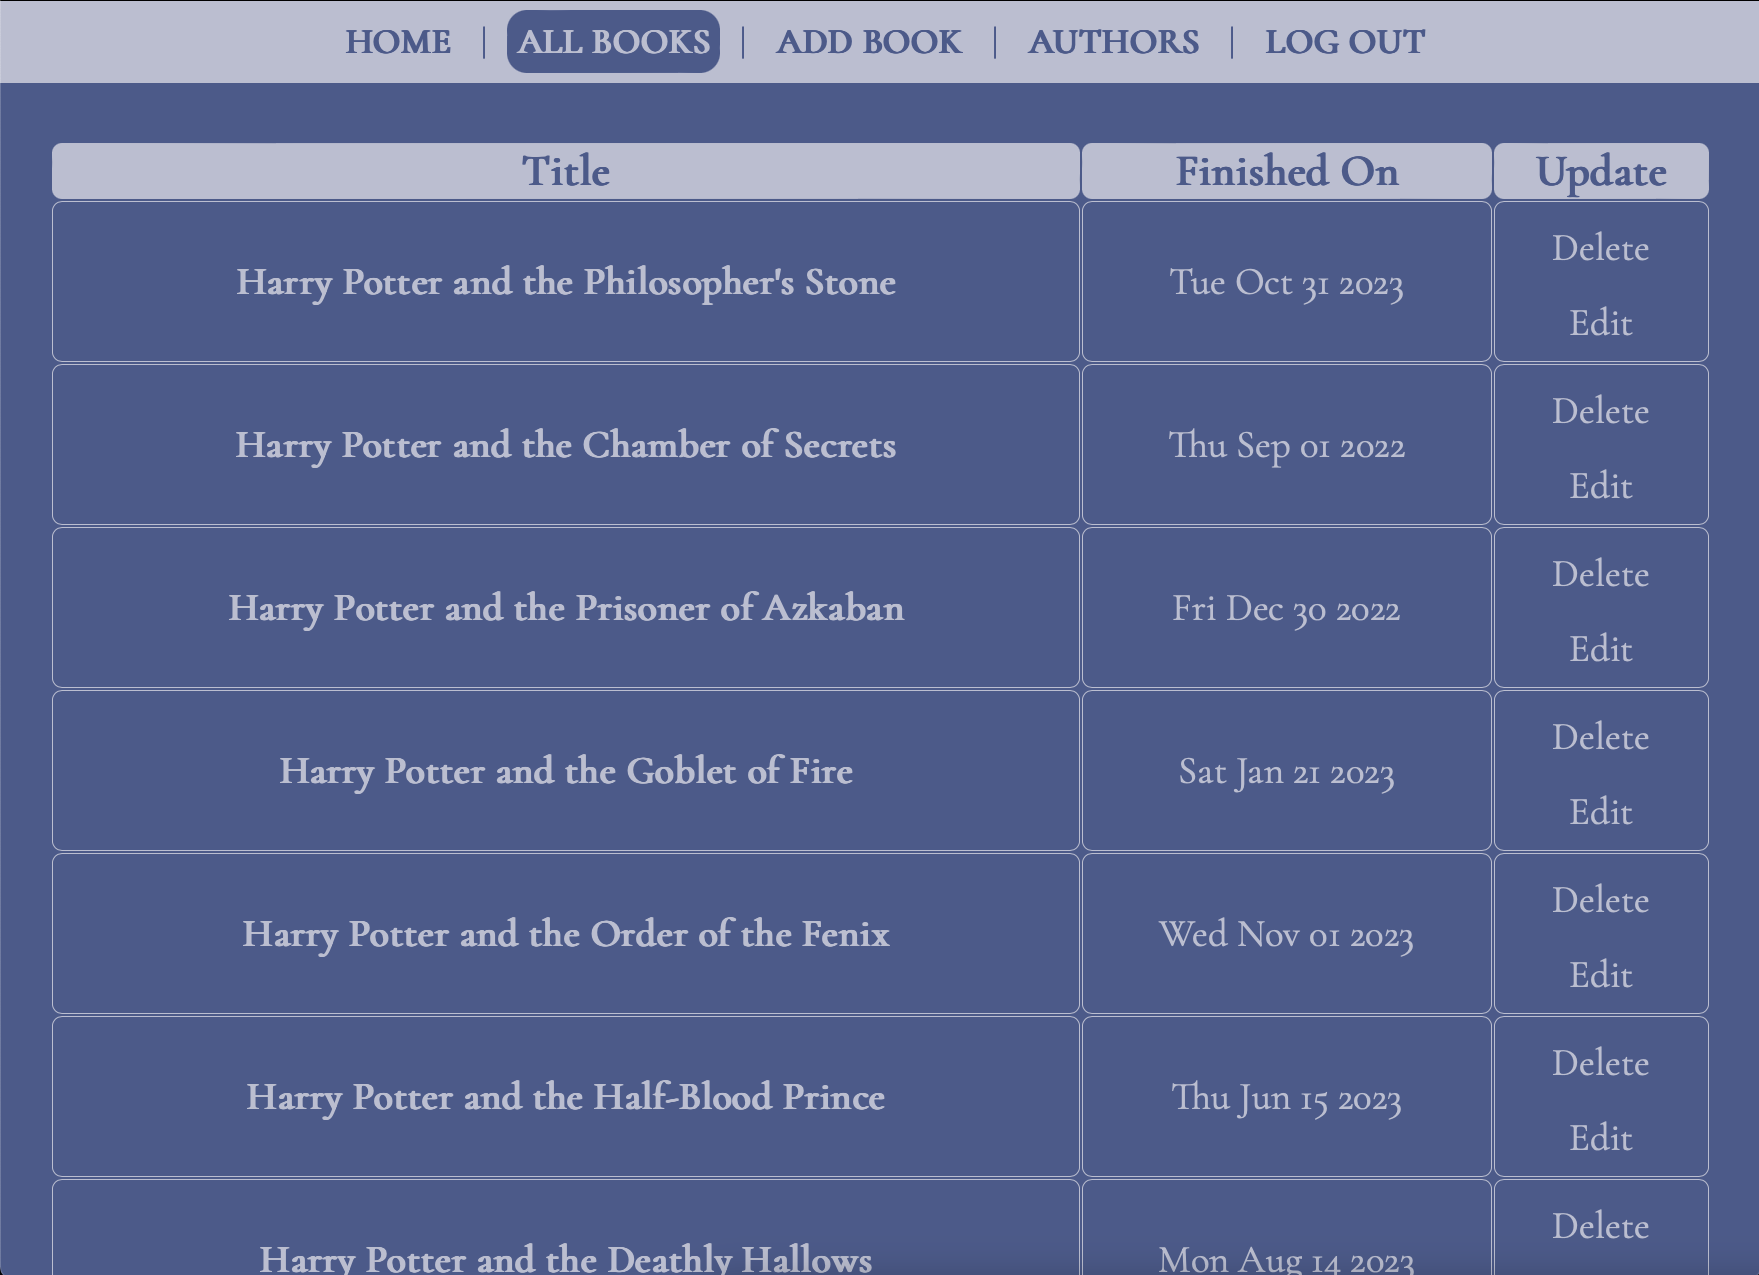 HOME | ALL BOOKS | ADD BOOK | AUTHORS | LOG OUT
Title Finished On Update
Harry Potter and the Philosopher's Stone Tue Oct 31 2023 Delete
Edit
Harry Potter and the Chamber of Secrets Thu Sep 01 2022 Delete
Edit
Harry Potter and the Prisoner of Azkaban Fri Dec 30 2022 Delete
Edit
Harry Potter and the Goblet of Fire Sat Jan 21 2023 Delete
Edit
Harry Potter and the Order of the Fenix Wed Nov 01 2023 Delete
Edit
Harry Potter and the Half-Blood Prince Thu Jun 15 2023 Delete
Edit
Harry Potter and the Deathly Hallows Mon Aug 14 2023 Delete